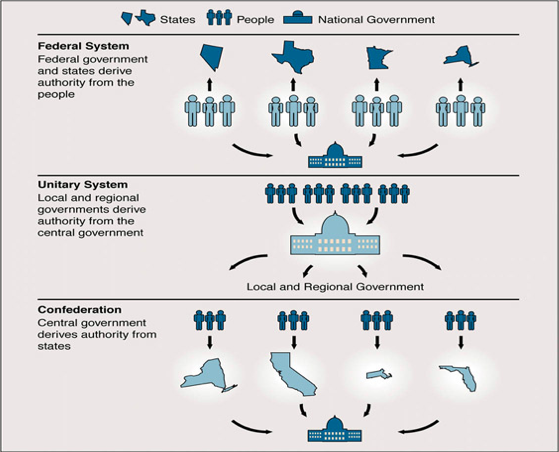 States People National Government
Federal System
Federal government
and states derive
authority from the
people
Unitary System
Local and regional
governments derive
authority from the
central government
Local and Regional Government
Confederation
Central government
derives authority from
states